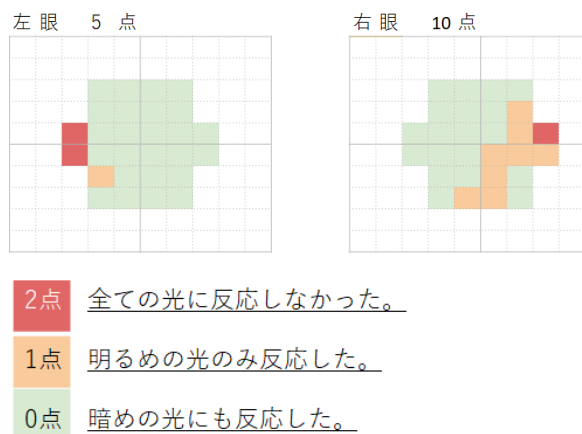 左眼 5 点
右眼 10 点
2点 全ての光に反応しなかった。
1点 明るめの光のみ反応した。
0点 暗めの光にも反応した。